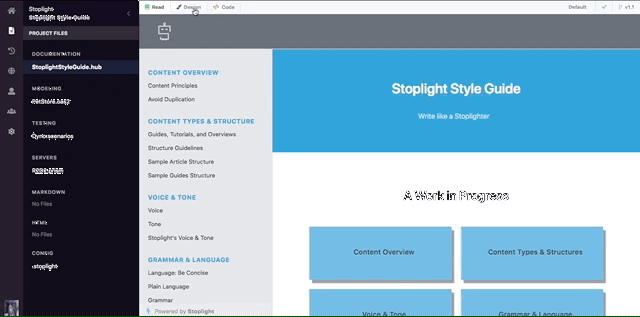 Stoplight
Stoplight Style Guide
PROJECT FILES
DOCUMENTATION
StoplightStyleGuide.hub
MODELING
TESTING
SERVERS
MARKDOWN
No Files
HTML
No Files
CONFIG
.stoplight
Read
Design
Code
Default
v1.1
CONTENT OVERVIEW
Content Principles
Avoid Duplication
CONTENT TYPES & STRUCTURE
Guides, Tutorials, and Overviews
Structure Guidelines
Sample Article Structure
Sample Guides Structure
VOICE & TONE
Voice
Tone
Stoplight's Voice & Tone
GRAMMAR & LANGUAGE
Language: Be Concise
Plain Language
Grammar
Powered by Stoplight
Stoplight Style Guide
Write like a Stoplighter
A Work in Progress
Content Overview
Content Types & Structures
Voice & Tone
Grammar & Language